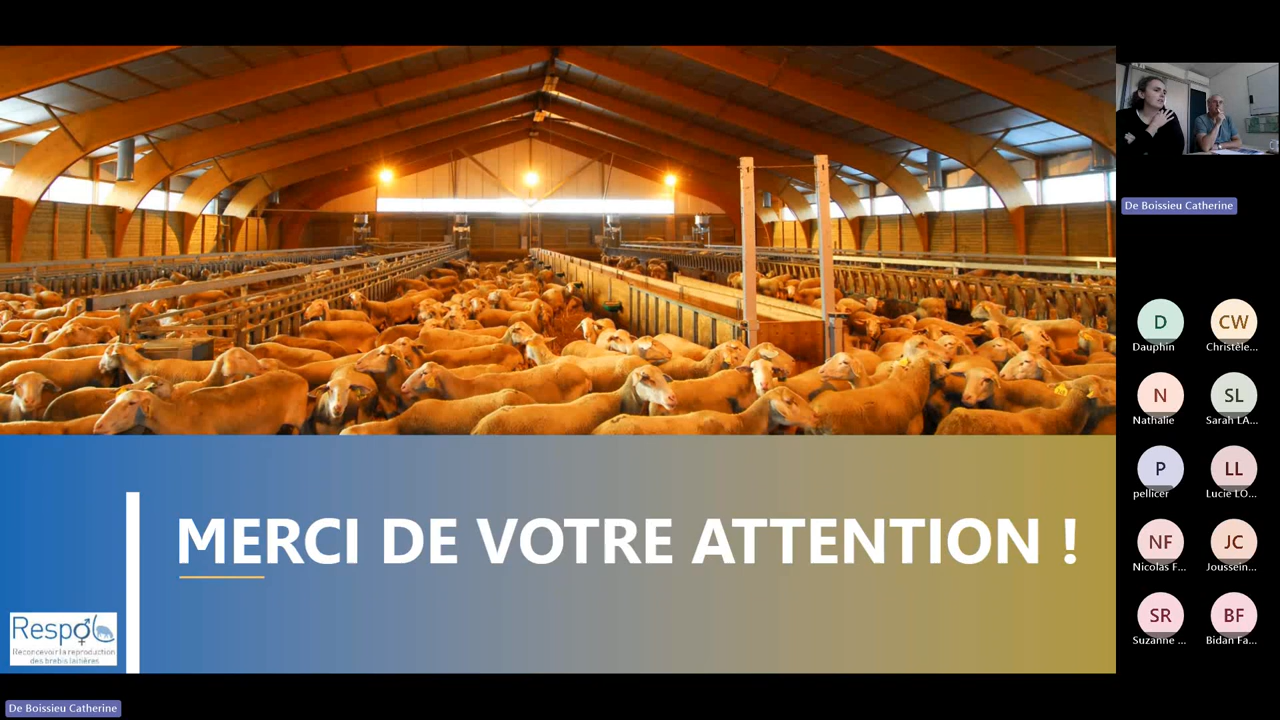 De Boissieu Catherine
D
CW
Dauphin
Christèle...
N
SL
Nathalie
Sarah LA...
P
LL
pellicer
Lucie LO...
NF
JC
Nicolas F...
Joussein...
SR
BF
Suzanne ...
Bidan Fa...
MERCI DE VOTRE ATTENTION !
Respol
Reconcevoir la reproduction
des brebis laitières
De Boissieu Catherine